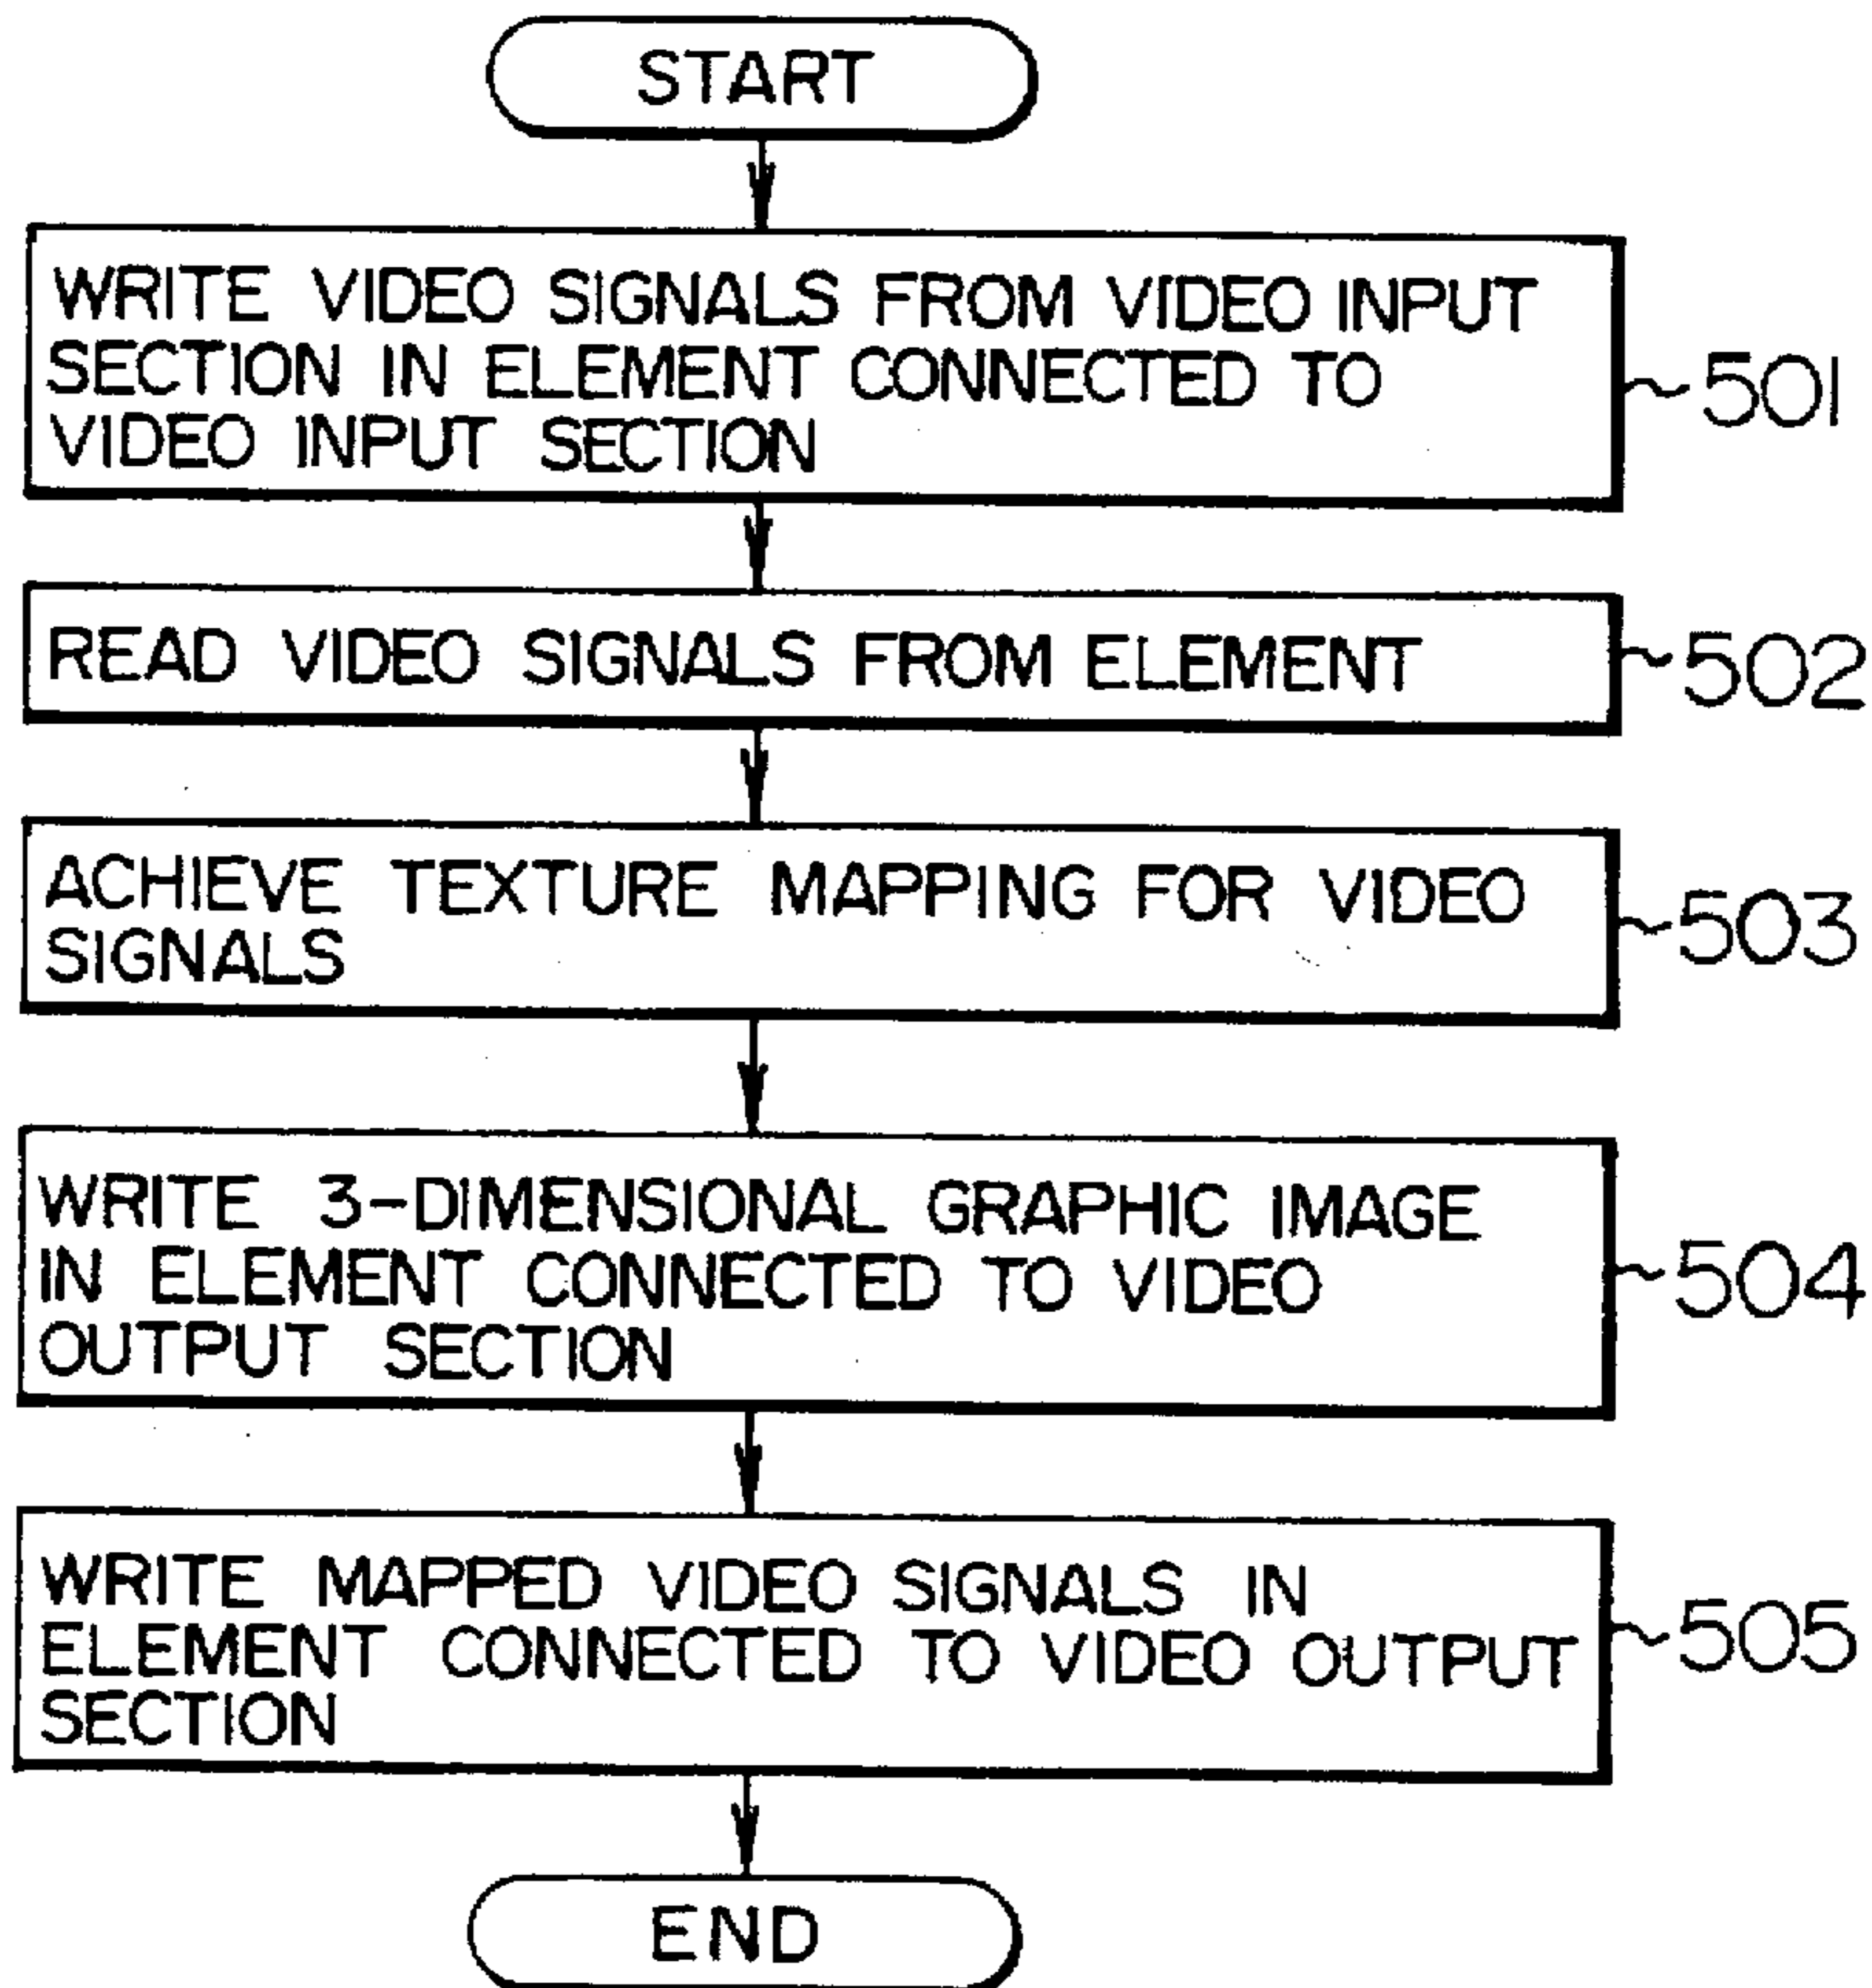 START
WRITE VIDEO SIGNALS FROM VIDEO INPUT
SECTION IN ELEMENT CONNECTED TO
VIDEO INPUT SECTION
501
READ VIDEO SIGNALS FROM ELEMENT
502
ACHIEVE TEXTURE MAPPING FOR VIDEO
SIGNALS
503
WRITE 3-DIMENSIONAL GRAPHIC IMAGE
IN ELEMENT CONNECTED TO VIDEO
OUTPUT SECTION
504
WRITE MAPPED VIDEO SIGNALS IN
ELEMENT CONNECTED TO VIDEO OUTPUT
SECTION
505
END